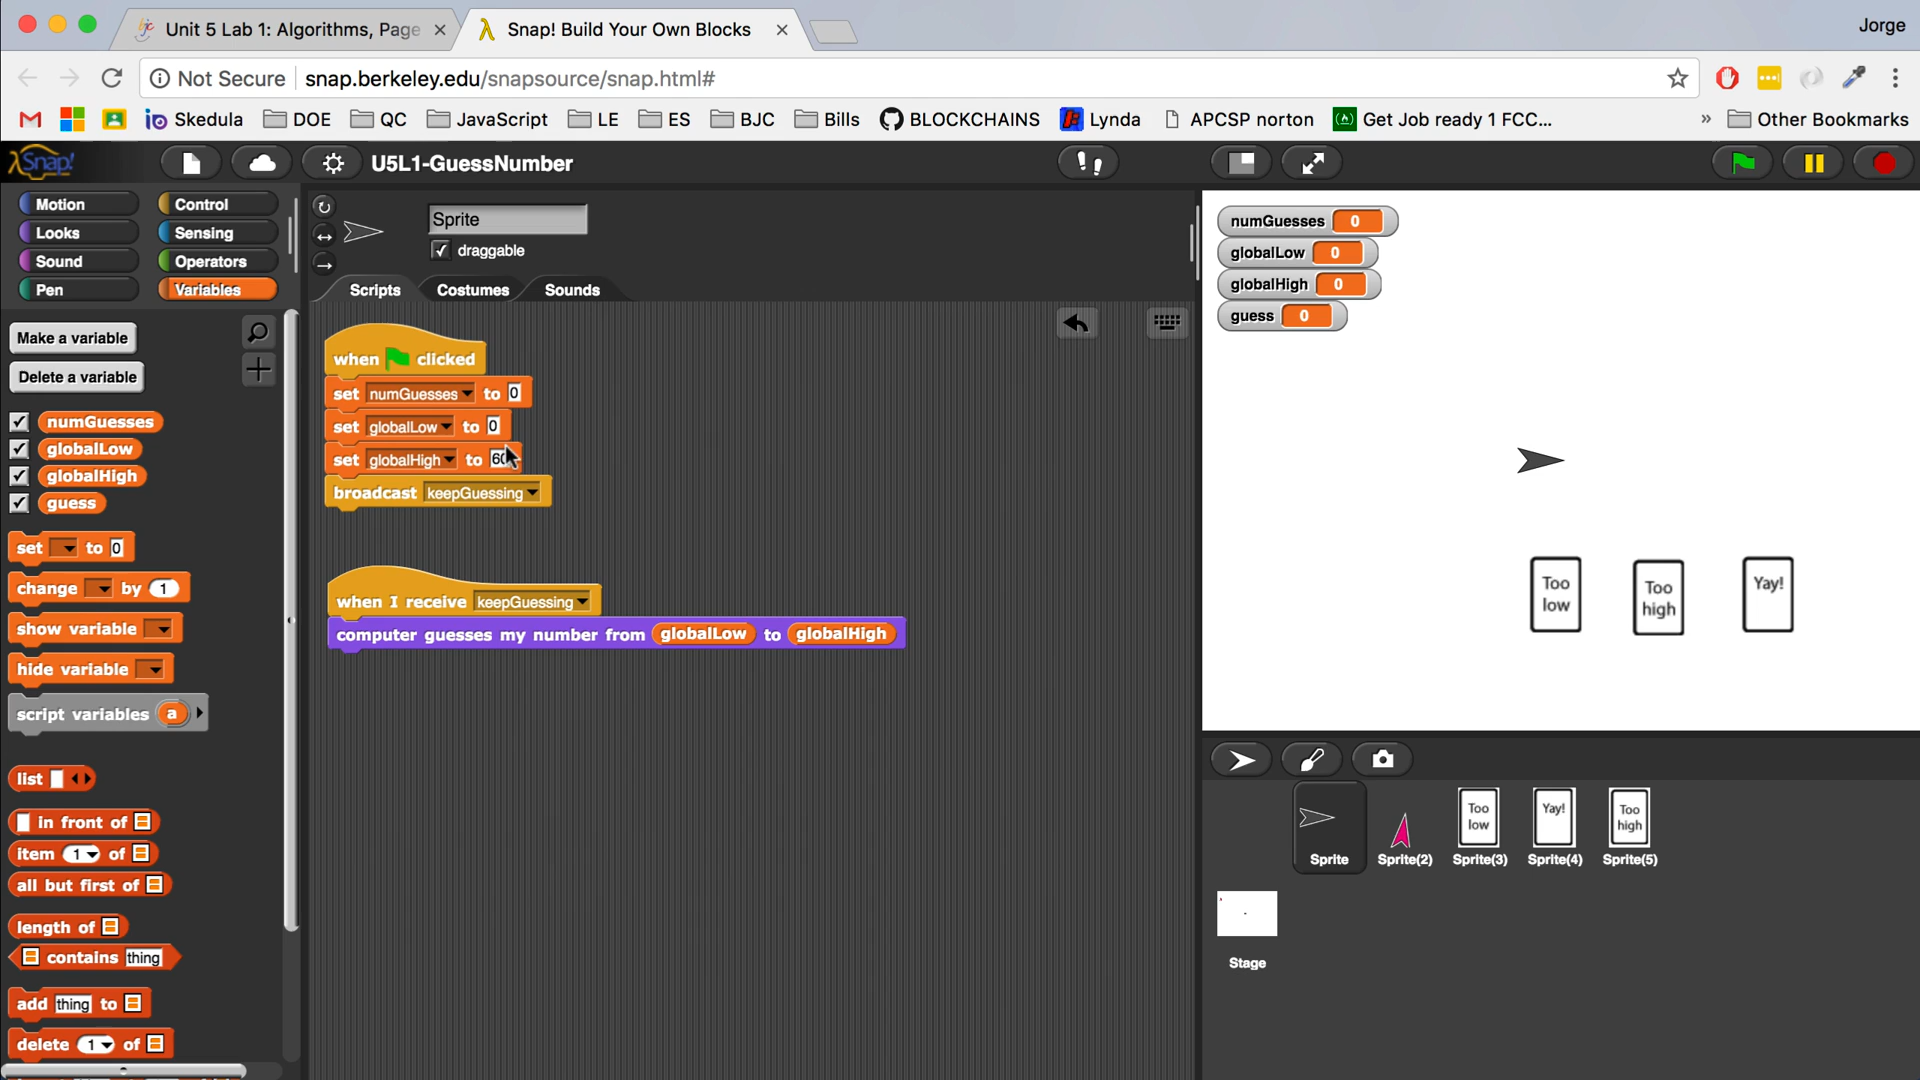 Unit 5 Lab 1: Algorithms, Page
Snap! Build Your Own Blocks
Jorge
Not Secure
snap.berkeley.edu/snapsource/snap.html#
Skedula
DOE
QC
JavaScript
LE
ES
BJC
Bills
BLOCKCHAINS
Lynda
APCSP norton
Get Job ready 1 FCC...
» Other Bookmarks
Snap!
U5L1-GuessNumber
Motion
Control
Looks
Sensing
Sound
Operators
Pen
Variables
Make a variable
Delete a variable
numGuesses
globalLow
globalHigh
guess
set to 0
change by 1
show variable
hide variable
script variables a
list
in front of
item 1 of
all but first of
length of
contains thing
add thing to
delete 1 of
Sprite
draggable
Scripts
Costumes
Sounds
when clicked
set numGuesses to 0
set globalLow to 0
set globalHigh to 60
broadcast keepGuessing
when I receive keepGuessing
computer guesses my number from globalLow to globalHigh
numGuesses 0
globalLow 0
globalHigh 0
guess 0
Too
low
Too
high
Yay!
Too
low
Yay!
Too
high
Sprite
Sprite(2)
Sprite(3)
Sprite(4)
Sprite(5)
Stage